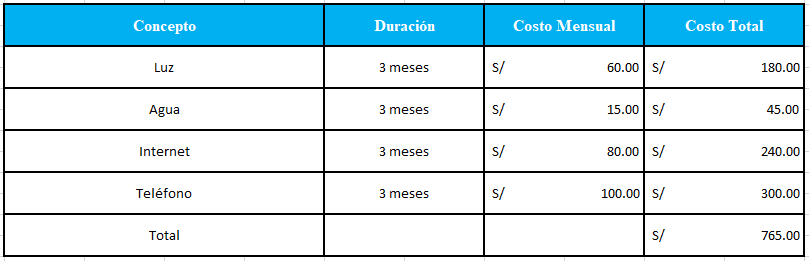 Concepto Duración Costo Mensual Costo Total
Luz 3 meses S/ 60.00 S/ 180.00
Agua 3 meses S/ 15.00 S/ 45.00
Internet 3 meses S/ 80.00 S/ 240.00
Teléfono 3 meses S/ 100.00 S/ 300.00
Total S/ 765.00